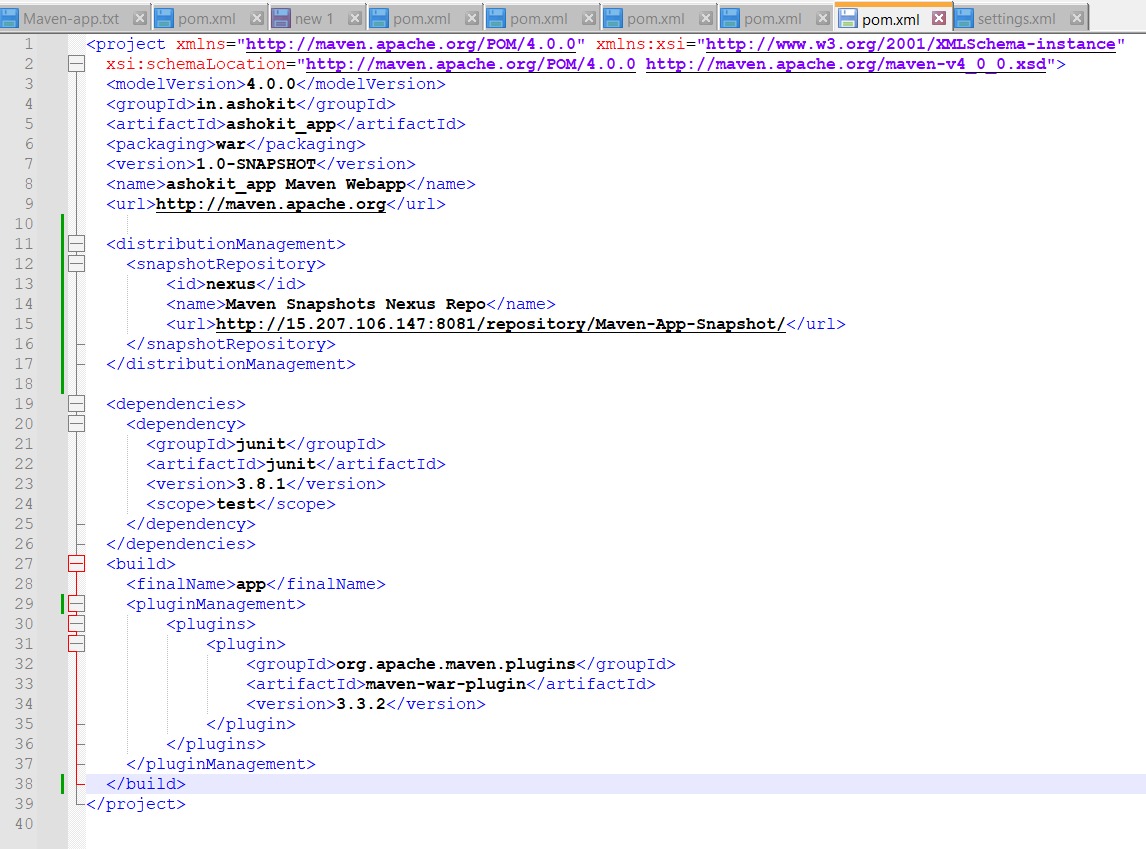 Maven-app.txt pom.xml new 1 pom.xml pom.xml pom.xml pom.xml pom.xml settings.xml
1 <project xmlns="http://maven.apache.org/POM/4.0.0" xmlns:xsi="http://www.w3.org/2001/XMLSchema-instance"
2   xsi:schemaLocation="http://maven.apache.org/POM/4.0.0 http://maven.apache.org/maven-v4_0_0.xsd">
3   <modelVersion>4.0.0</modelVersion>
4   <groupId>in.ashokit</groupId>
5   <artifactId>ashokit_app</artifactId>
6   <packaging>war</packaging>
7   <version>1.0-SNAPSHOT</version>
8   <name>ashokit_app Maven Webapp</name>
9   <url>http://maven.apache.org</url>
10
11   <distributionManagement>
12     <snapshotRepository>
13         <id>nexus</id>
14         <name>Maven Snapshots Nexus Repo</name>
15         <url>http://15.207.106.147:8081/repository/Maven-App-Snapshot/</url>
16     </snapshotRepository>
17   </distributionManagement>
18
19   <dependencies>
20     <dependency>
21       <groupId>junit</groupId>
22       <artifactId>junit</artifactId>
23       <version>3.8.1</version>
24       <scope>test</scope>
25     </dependency>
26   </dependencies>
27   <build>
28     <finalName>app</finalName>
29     <pluginManagement>
30         <plugins>
31             <plugin>
32                 <groupId>org.apache.maven.plugins</groupId>
33                 <artifactId>maven-war-plugin</artifactId>
34                 <version>3.3.2</version>
35             </plugin>
36         </plugins>
37     </pluginManagement>
38   </build>
39 </project>
40